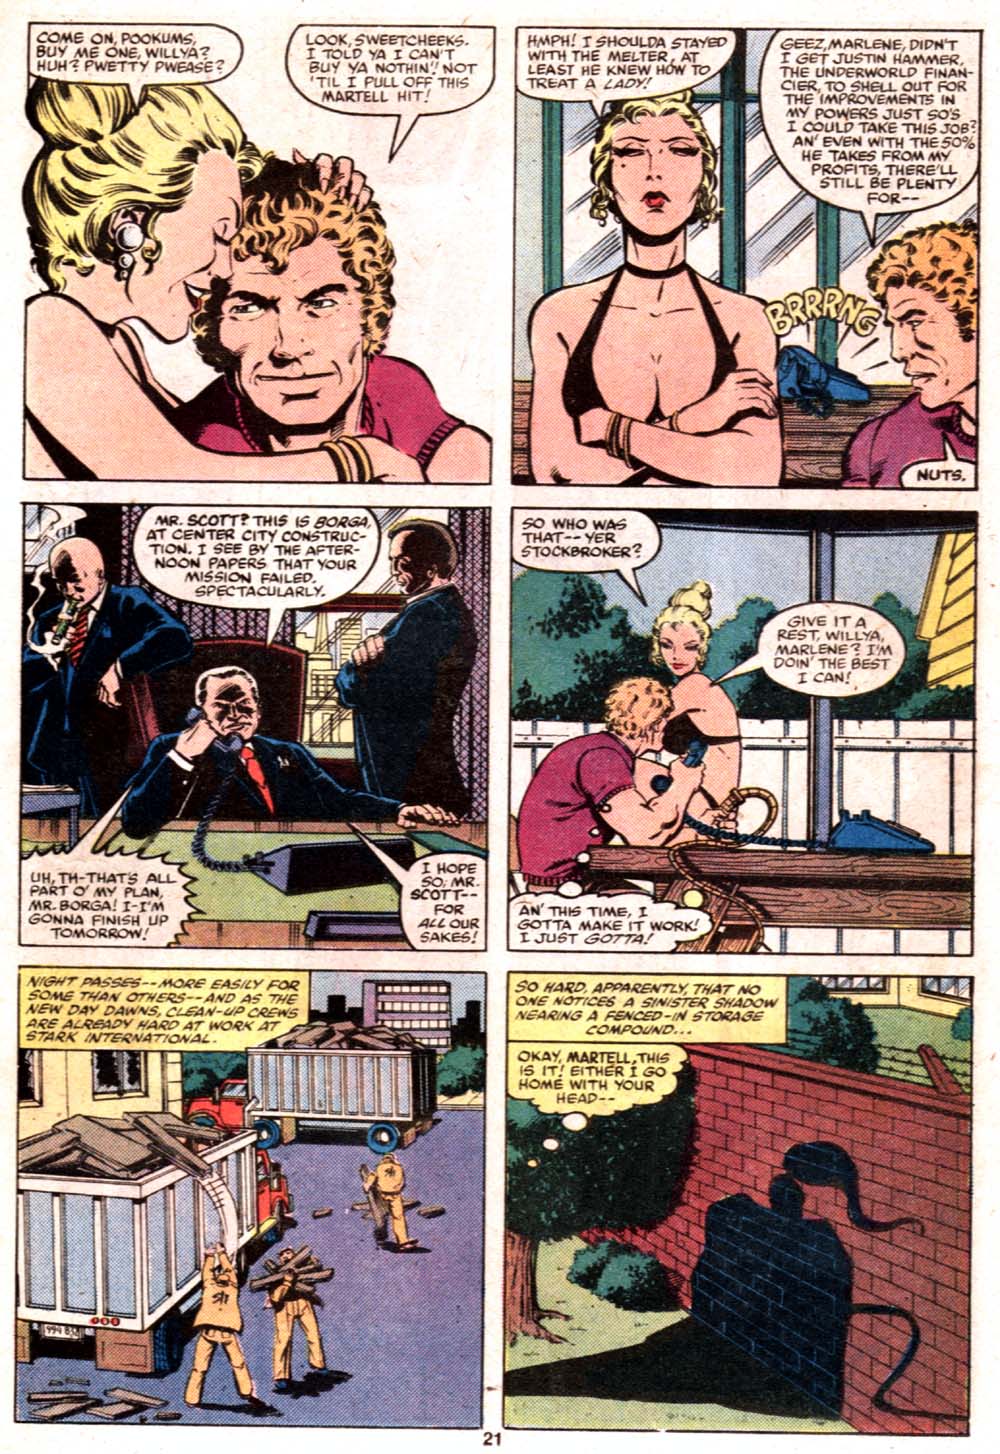 COME ON, POOKUMS,
BUY ME ONE, WILLYA?
HUH? PWETTY PWEASE?
LOOK, SWEETCHEEKS.
I TOLD YA I CAN'T
BUY YA NOTHIN'! NOT
'TIL I PULL OFF THIS
MARTELL HIT!
HMPH! I SHOULDA STAYED
WITH THE MELTER, AT
LEAST HE KNEW HOW TO
TREAT A LADY!
GEEZ, MARLENE, DIDN'T
I GET JUSTIN HAMMER,
THE UNDERWORLD FINAN-
CIER, TO SHELL OUT FOR
THE IMPROVEMENTS IN
MY POWERS JUST SO'S
I COULD TAKE THIS JOB?
AN' EVEN WITH THE 50%
HE TAKES FROM MY
PROFITS, THERE'LL
STILL BE PLENTY
FOR--
BRRRNG
NUTS.
MR. SCOTT? THIS IS BORGA,
AT CENTER CITY CONSTRUC-
TION. I SEE BY THE AFTER-
NOON PAPERS THAT YOUR
MISSION FAILED.
SPECTACULARLY.
UH, TH-THAT'S ALL
PART O' MY PLAN,
MR. BORGA! I-I'M
GONNA FINISH UP
TOMORROW!
I HOPE
SO, MR.
SCOTT--
FOR
ALL OUR
SAKES!
SO WHO WAS
THAT--YER
STOCKBROKER?
GIVE IT A
REST, WILLYA,
MARLENE? I'M
DOIN' THE BEST
I CAN!
AN' THIS TIME, I
GOTTA MAKE IT WORK!
I JUST GOTTA!
NIGHT PASSES--MORE EASILY FOR
SOME THAN OTHERS--AND AS THE
NEW DAY DAWNS, CLEAN-UP CREWS
ARE ALREADY HARD AT WORK AT
STARK INTERNATIONAL.
SO HARD, APPARENTLY, THAT NO
ONE NOTICES A SINISTER SHADOW
NEARING A FENCED-IN STORAGE
COMPOUND...
OKAY, MARTELL, THIS
IS IT! EITHER I GO
HOME WITH YOUR
HEAD--
21